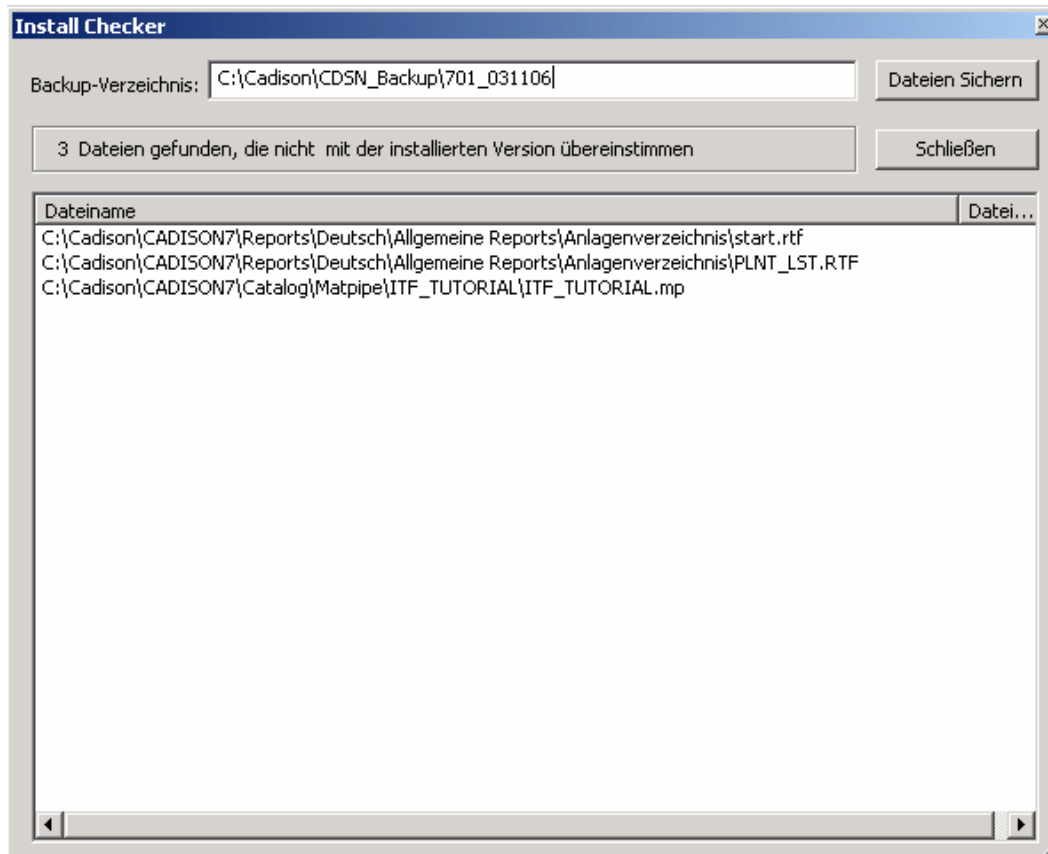 Install Checker
Backup-Verzeichnis: C:\Cadison\CDSN_Backup\701_031106 Dateien Sichern
3 Dateien gefunden, die nicht mit der installierten Version übereinstimmen Schließen
Dateiname Datei...
C:\Cadison\CADISON7\Reports\Deutsch\Allgemeine Reports\Anlagenverzeichnis\start.rtf
C:\Cadison\CADISON7\Reports\Deutsch\Allgemeine Reports\Anlagenverzeichnis\PLNT_LST.RTF
C:\Cadison\CADISON7\Catalog\Matpipe\ITF_TUTORIAL\ITF_TUTORIAL.mp